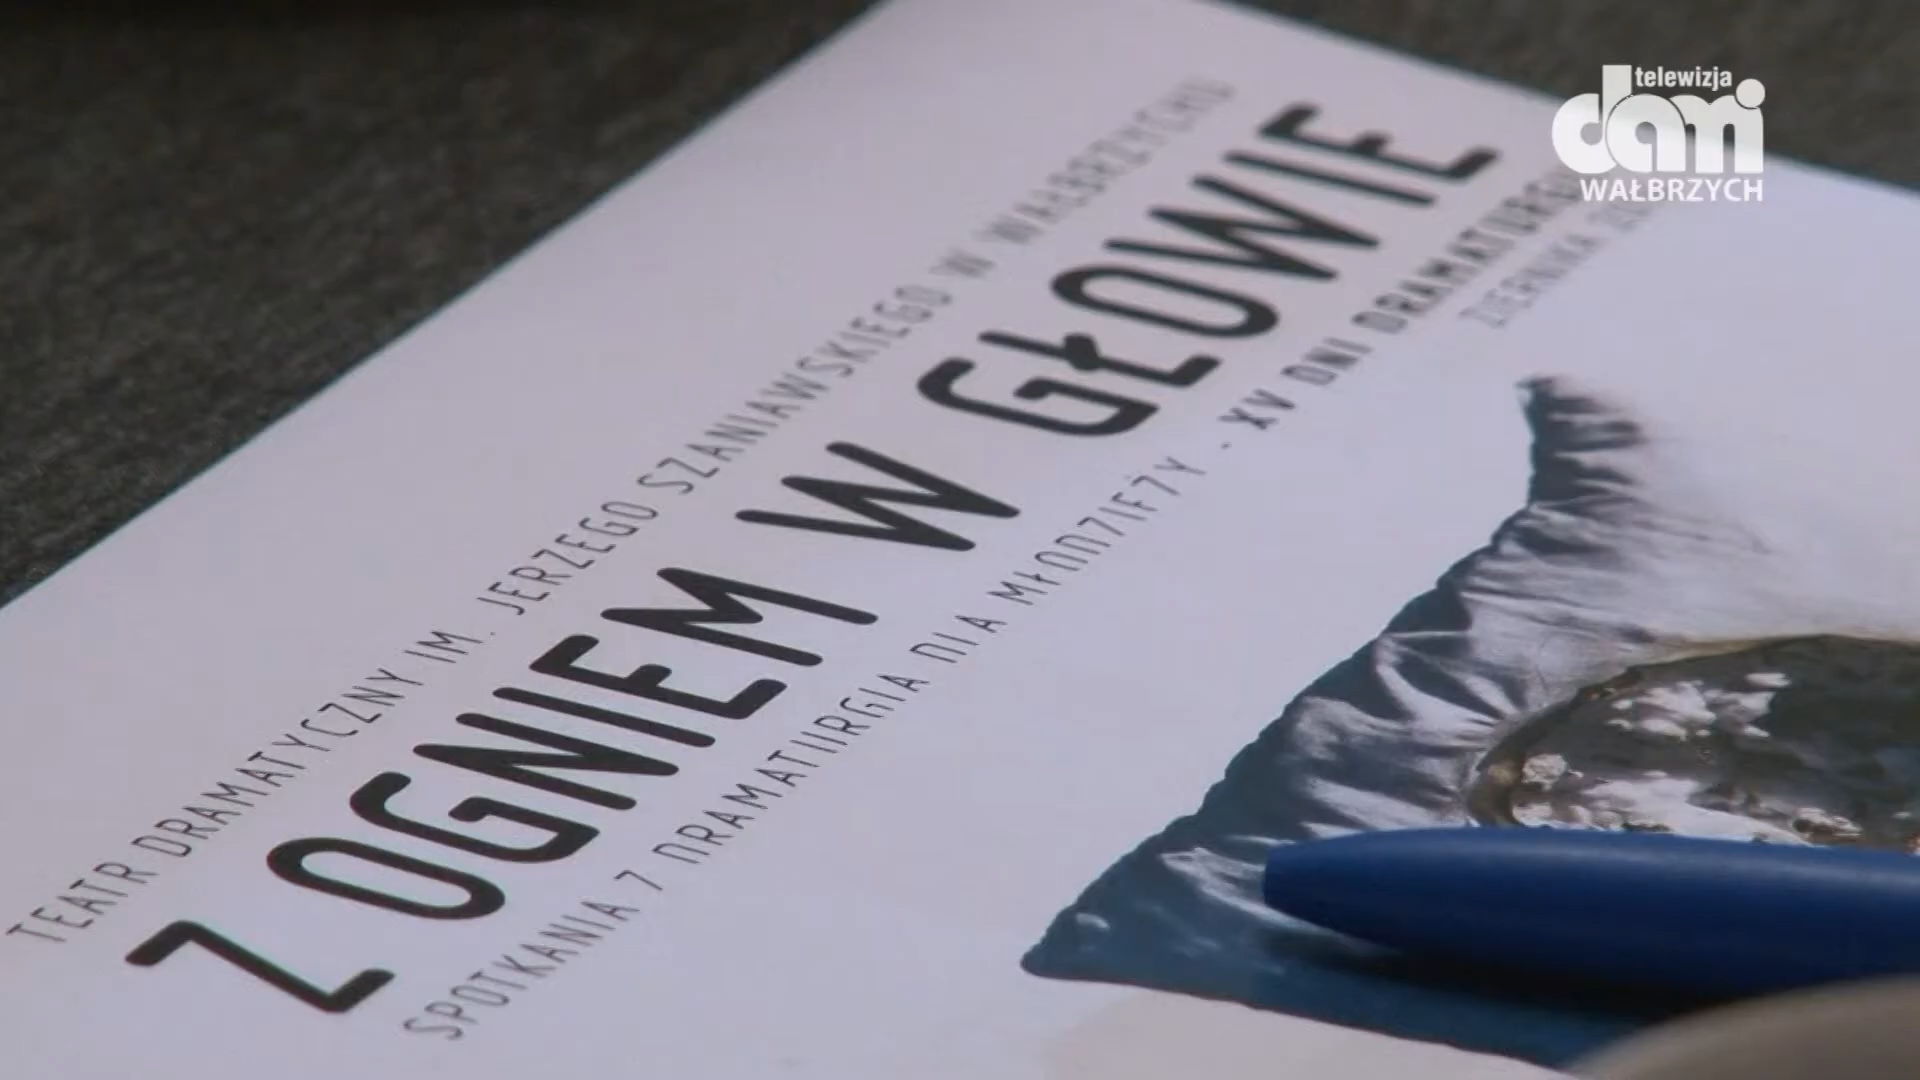 telewizja
dami
WAŁBRZYCH
TEATR DRAMATYCZNY IM. JERZEGO SZANIAWSKIEGO W WAŁBRZYCHU
Z OGNIEM W GŁOWIE
SPOTKANIA Z DRAMATURGIĄ DLA MŁODZIEŻY - XV DNI DRAMATURGII